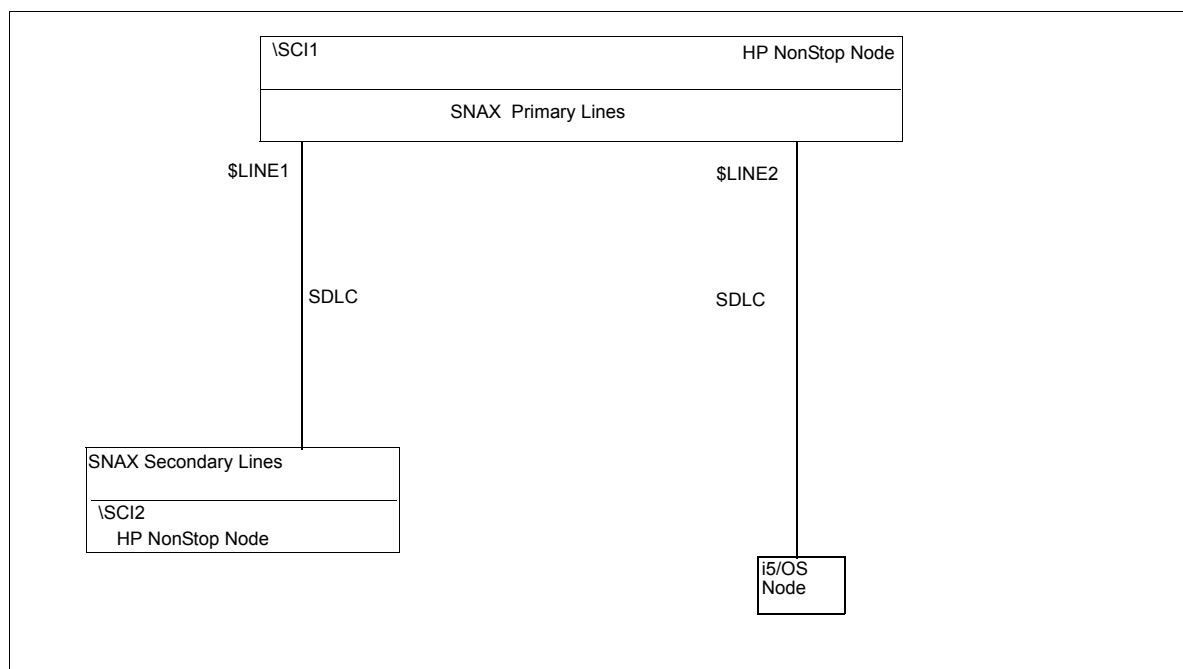 \SCI1
HP NonStop Node
SNAX Primary Lines
$LINE1
$LINE2
SDLC
SDLC
SNAX Secondary Lines
\SCI2
HP NonStop Node
i5/OS
Node